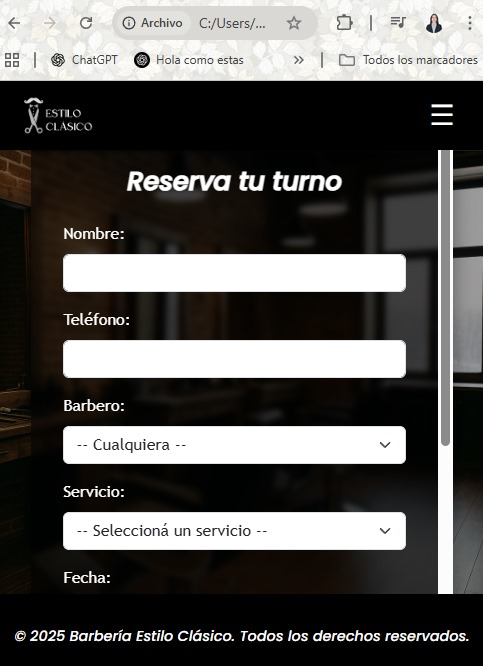 Archivo
C:/Users/...
ChatGPT
Hola como estas
Todos los marcadores
ESTILO
CLÁSICO
Reserva tu turno
Nombre:
Teléfono:
Barbero:
-- Cualquiera --
Servicio:
-- Seleccioná un servicio --
Fecha:
© 2025 Barbería Estilo Clásico. Todos los derechos reservados.